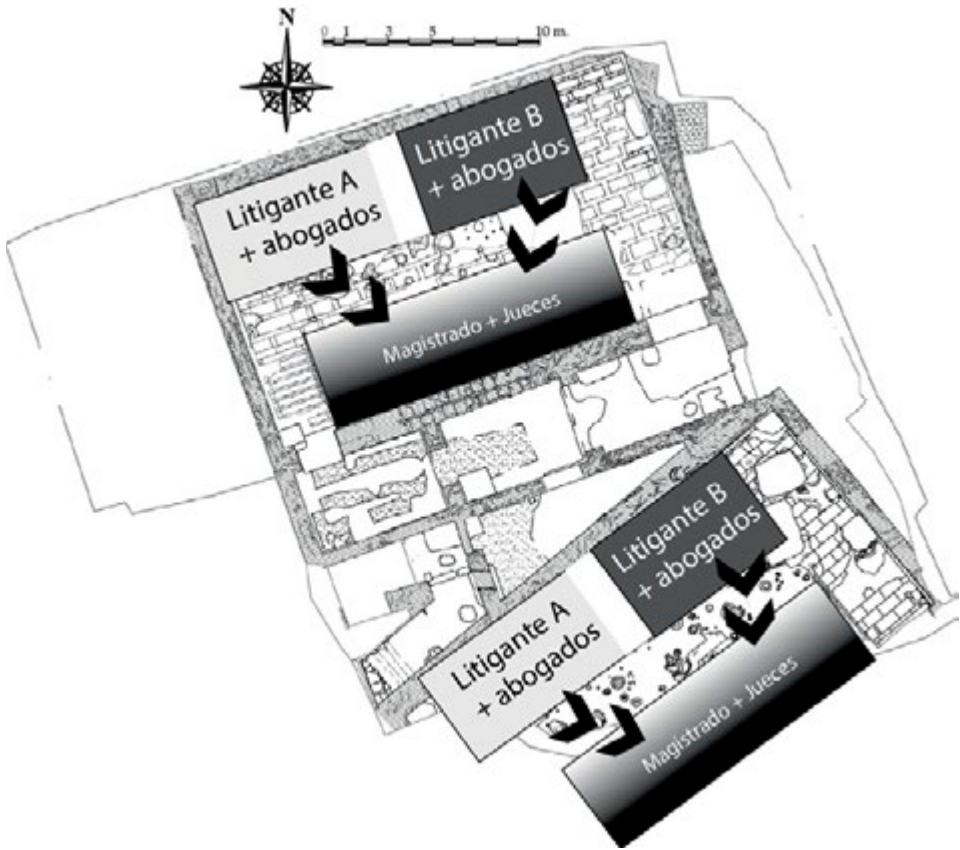 N
0 1 3 5 10 m.
Litigante A
+ abogados
Litigante B
+ abogados
Magistrado + Jueces
Litigante A
+ abogados
Litigante B
+ abogados
Magistrado + Jueces